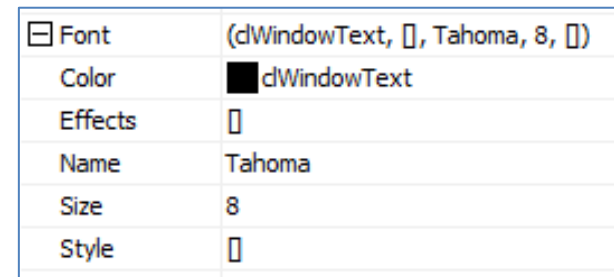 Font (clWindowText, [], Tahoma, 8, [])
Color clWindowText
Effects []
Name Tahoma
Size 8
Style []